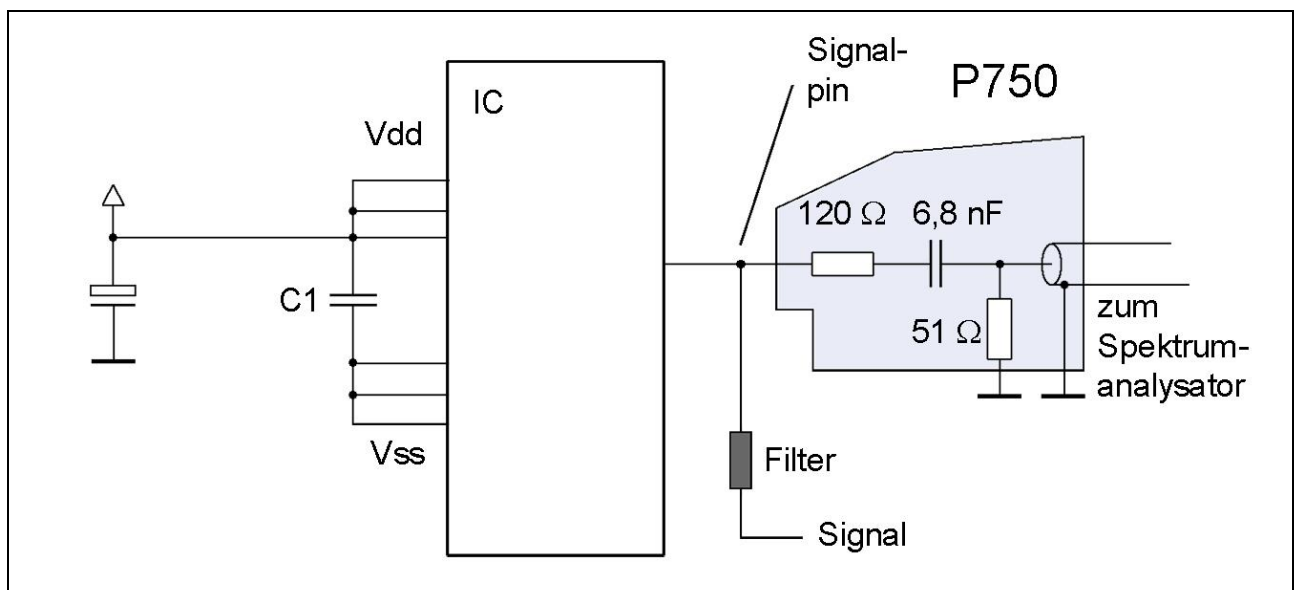 Signal-
pin
P750
IC
Vdd
120 Ω
6,8 nF
C1
51 Ω
zum
Spektrum-
analysator
Vss
Filter
Signal